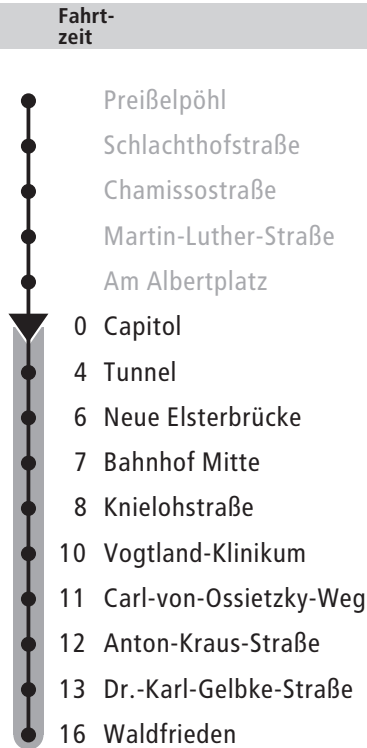 Fahrt-
zeit
Preißelpöhl
Schlachthofstraße
Chamissostraße
Martin-Luther-Straße
Am Albertplatz
0 Capitol
4 Tunnel
6 Neue Elsterbrücke
7 Bahnhof Mitte
8 Knielohstraße
10 Vogtland-Klinikum
11 Carl-von-Ossietzky-Weg
12 Anton-Kraus-Straße
13 Dr.-Karl-Gelbke-Straße
16 Waldfrieden